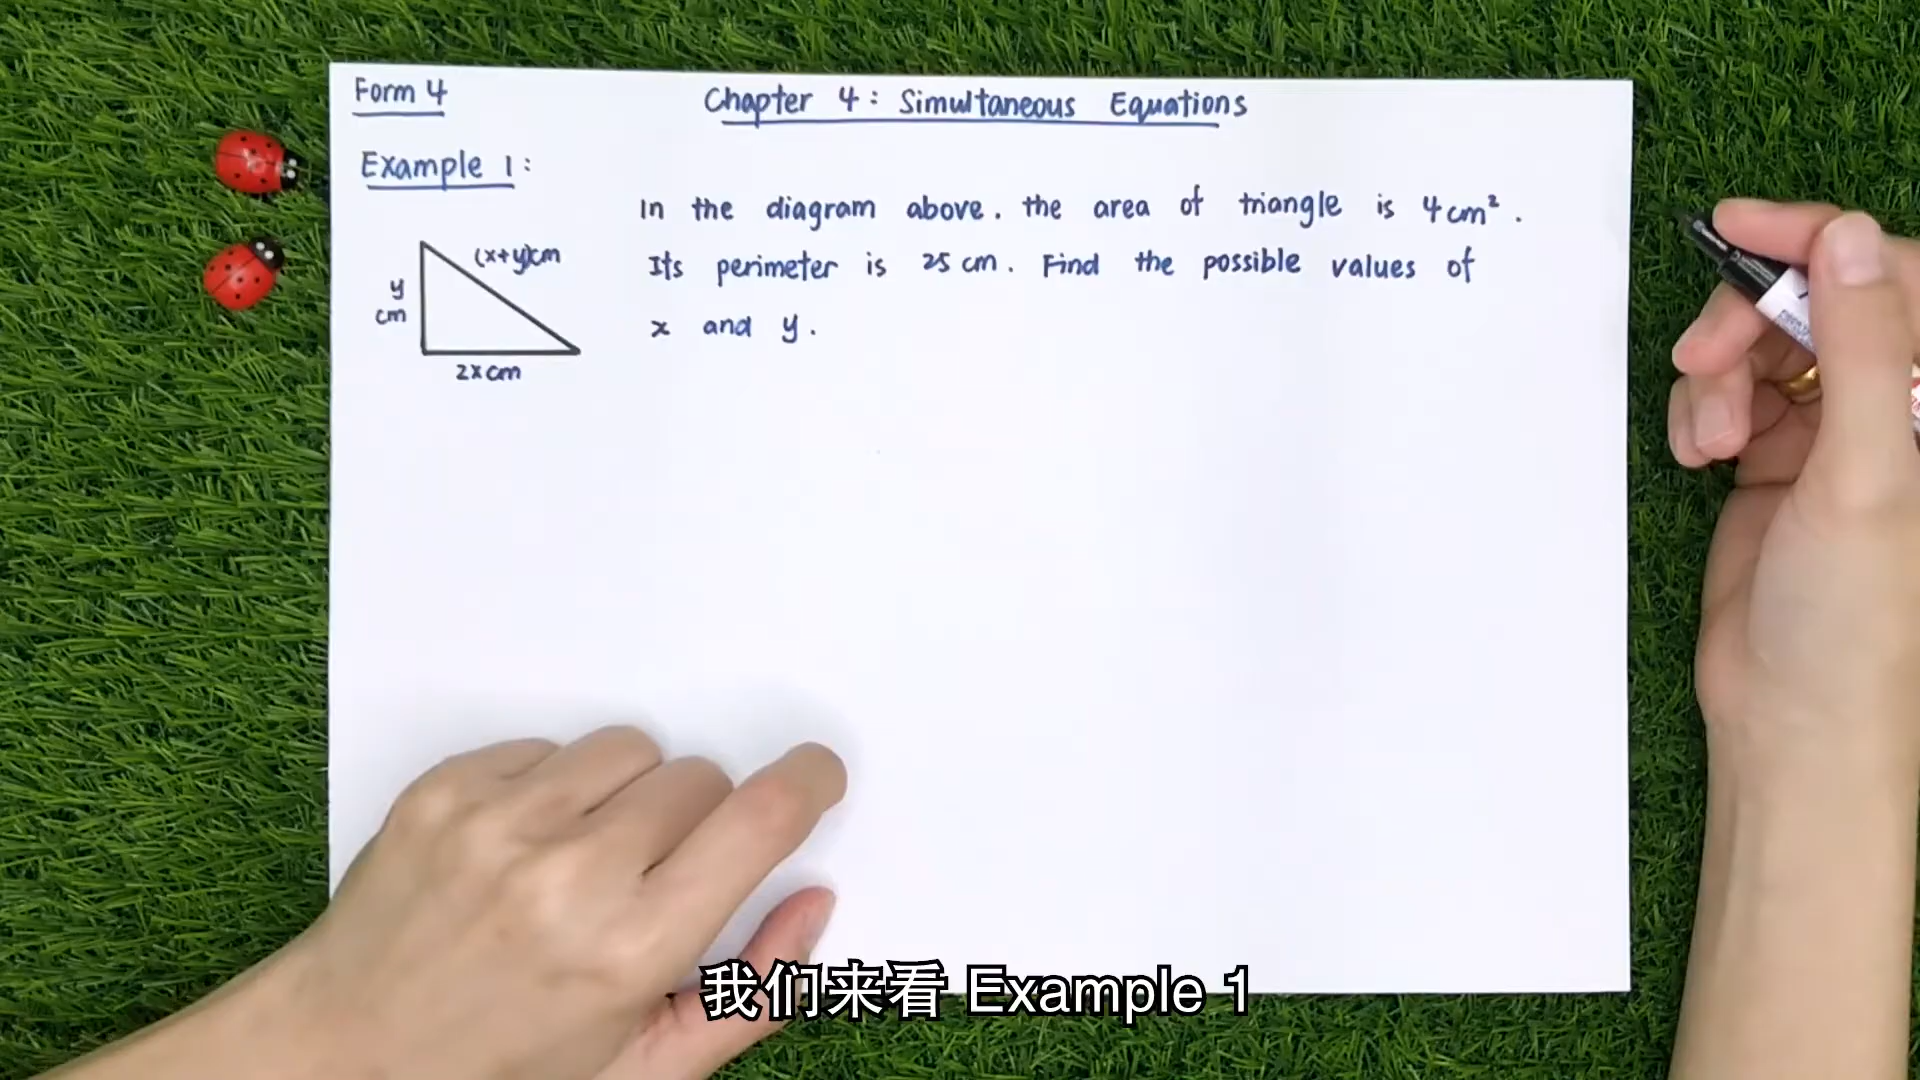 Form 4
Chapter 4 : Simultaneous Equations
Example 1 :
In the diagram above. the area of triangle is 4 cm² .
Its perimeter is 25 cm . Find the possible values of
x and y .
(x+y)cm
y
cm
2x cm
我们来看 Example 1